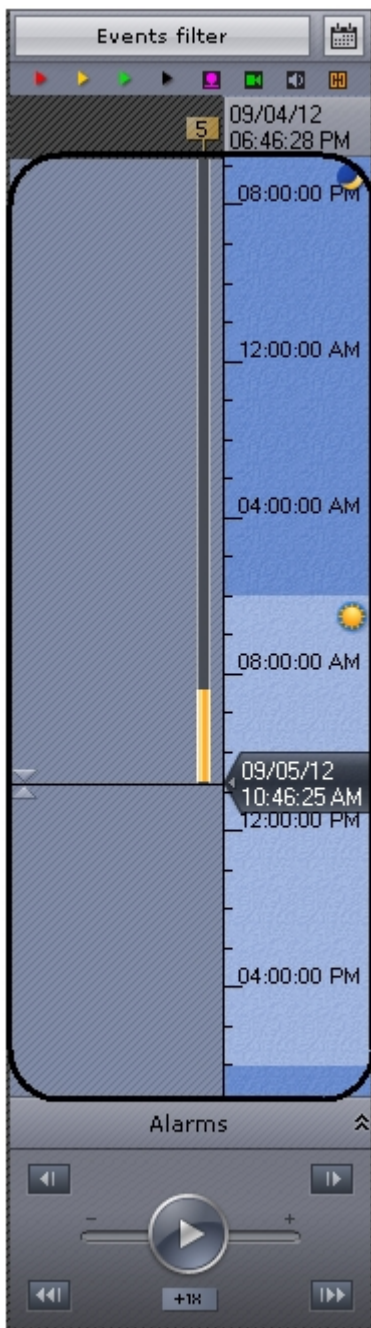 Events filter
5
09/04/12
06:46:28 PM
08:00:00 PM
12:00:00 AM
04:00:00 AM
08:00:00 AM
09/05/12
10:46:25 AM
12:00:00 PM
04:00:00 PM
Alarms
- +
+1X